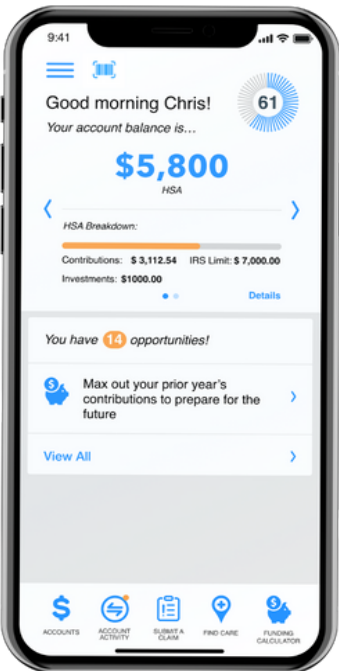 9:41
Good morning Chris!
61
Your account balance is...
$5,800
HSA
HSA Breakdown:
Contributions: $ 3,112.54 IRS Limit: $ 7,000.00
Investments: $1000.00
Details
You have 14 opportunities!
Max out your prior year's
contributions to prepare for the
future
View All
ACCOUNTS
ACCOUNT
ACTIVITY
SUBMIT A
CLAIM
FIND CARE
FUNDING
CALCULATOR